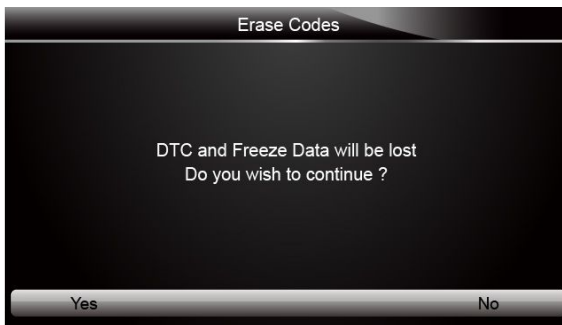 Erase Codes
DTC and Freeze Data will be lost
Do you wish to continue ?
Yes No